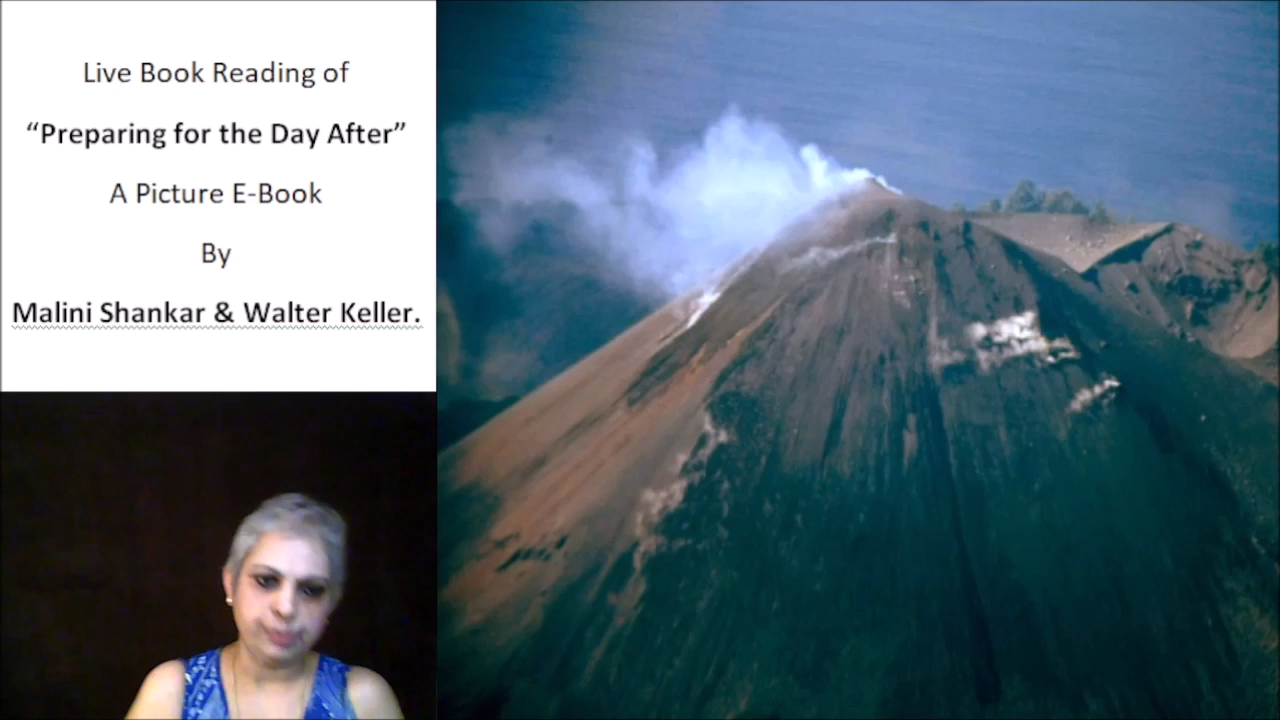 Live Book Reading of
“Preparing for the Day After”
A Picture E-Book
By
Malini Shankar & Walter Keller.